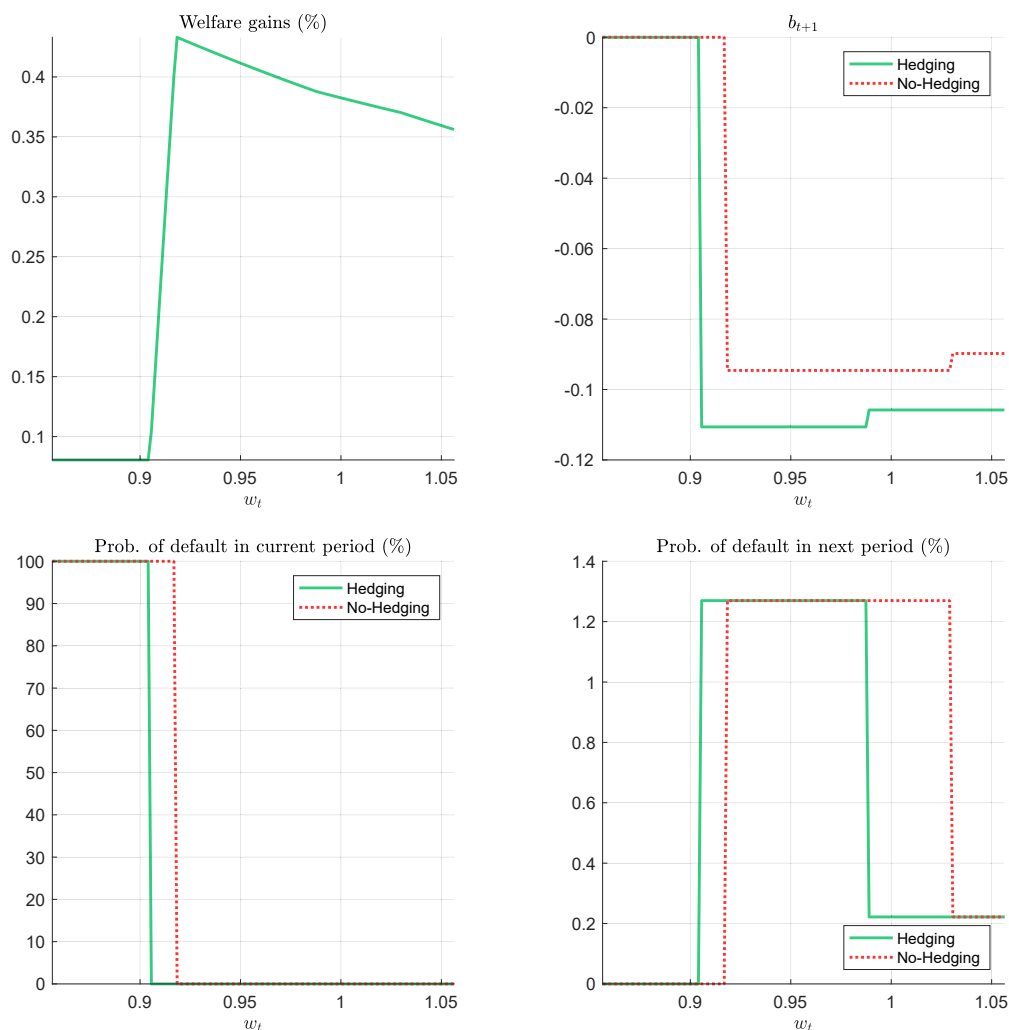 Welfare gains (%)
0.4
0.35
0.3
0.25
0.2
0.15
0.1
0.9 0.95 1 1.05
w_t
b_{t+1}
0
-0.02
-0.04
-0.06
-0.08
-0.1
-0.12
0.9 0.95 1 1.05
w_t
Hedging
No-Hedging
Prob. of default in current period (%)
100
90
80
70
60
50
40
30
20
10
0
0.9 0.95 1 1.05
w_t
Hedging
No-Hedging
Prob. of default in next period (%)
1.4
1.2
1
0.8
0.6
0.4
0.2
0
0.9 0.95 1 1.05
w_t
Hedging
No-Hedging